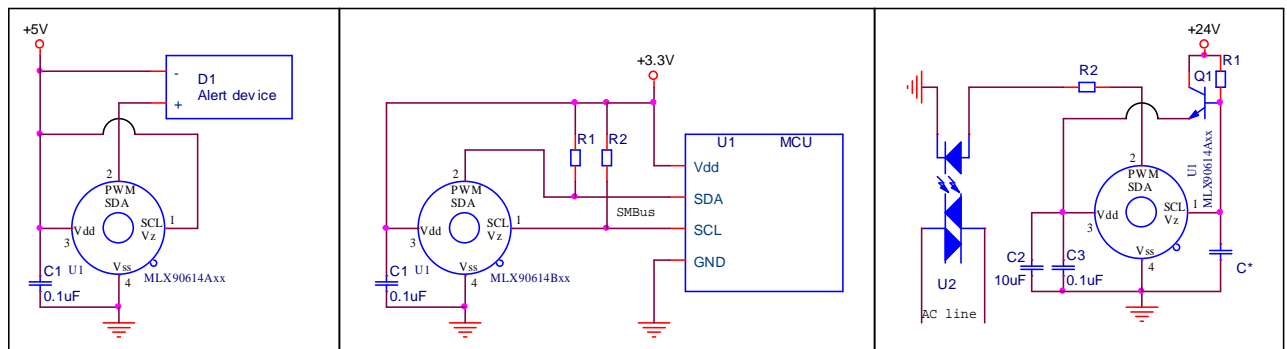 +5V
D1
Alert device
-
+
2
PWM
SDA
SCL
Vz
1
Vdd
3
Vss
4
C1
U1
0.1uF
MLX90614Axx
+3.3V
R1
R2
U1
MCU
Vdd
SDA
SCL
GND
SMBus
2
PWM
SDA
SCL
Vz
1
Vdd
3
Vss
4
C1
U1
0.1uF
MLX90614Bxx
+24V
R1
Q1
R2
U1
MLX90614Axx
2
PWM
SDA
SCL
Vz
1
Vdd
3
Vss
4
C2
10uF
C3
0.1uF
C*
U2
AC line